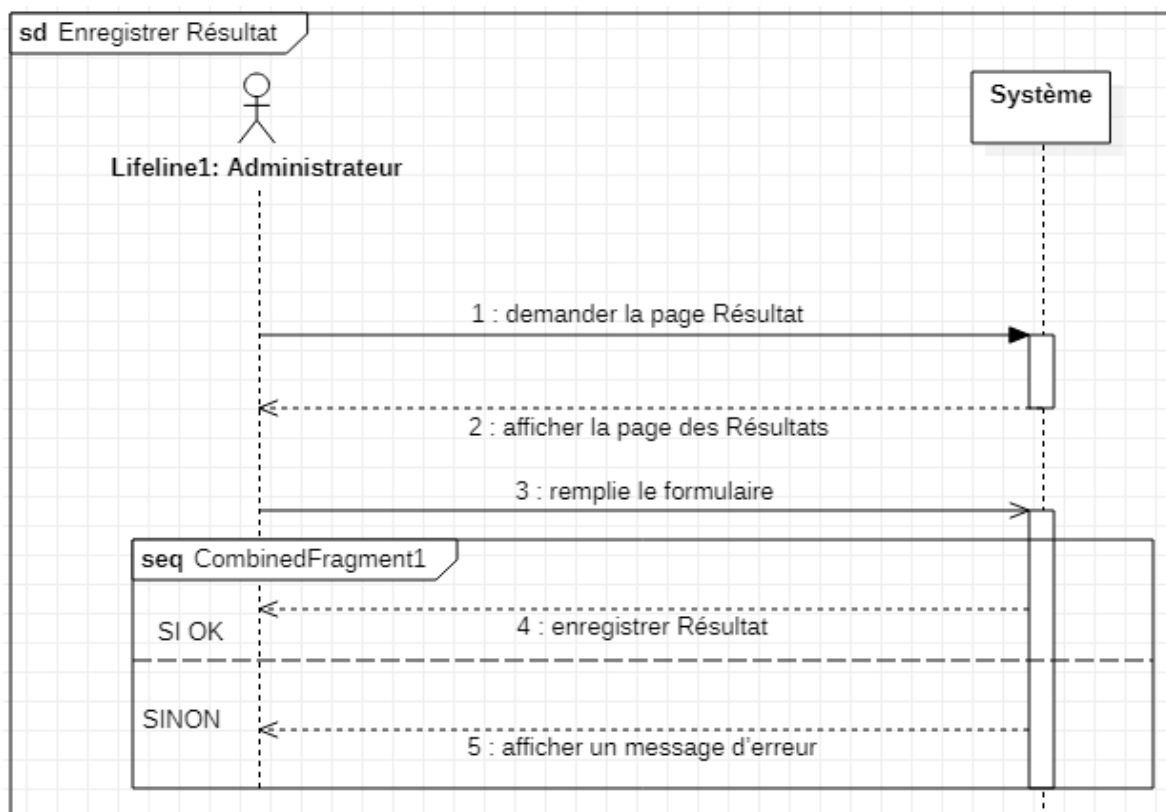 sd Enregistrer Résultat
Système
Lifeline1: Administrateur
1 : demander la page Résultat
2 : afficher la page des Résultats
3 : remplie le formulaire
seq CombinedFragment1
4 : enregistrer Résultat
SI OK
SINON
5 : afficher un message d'erreur